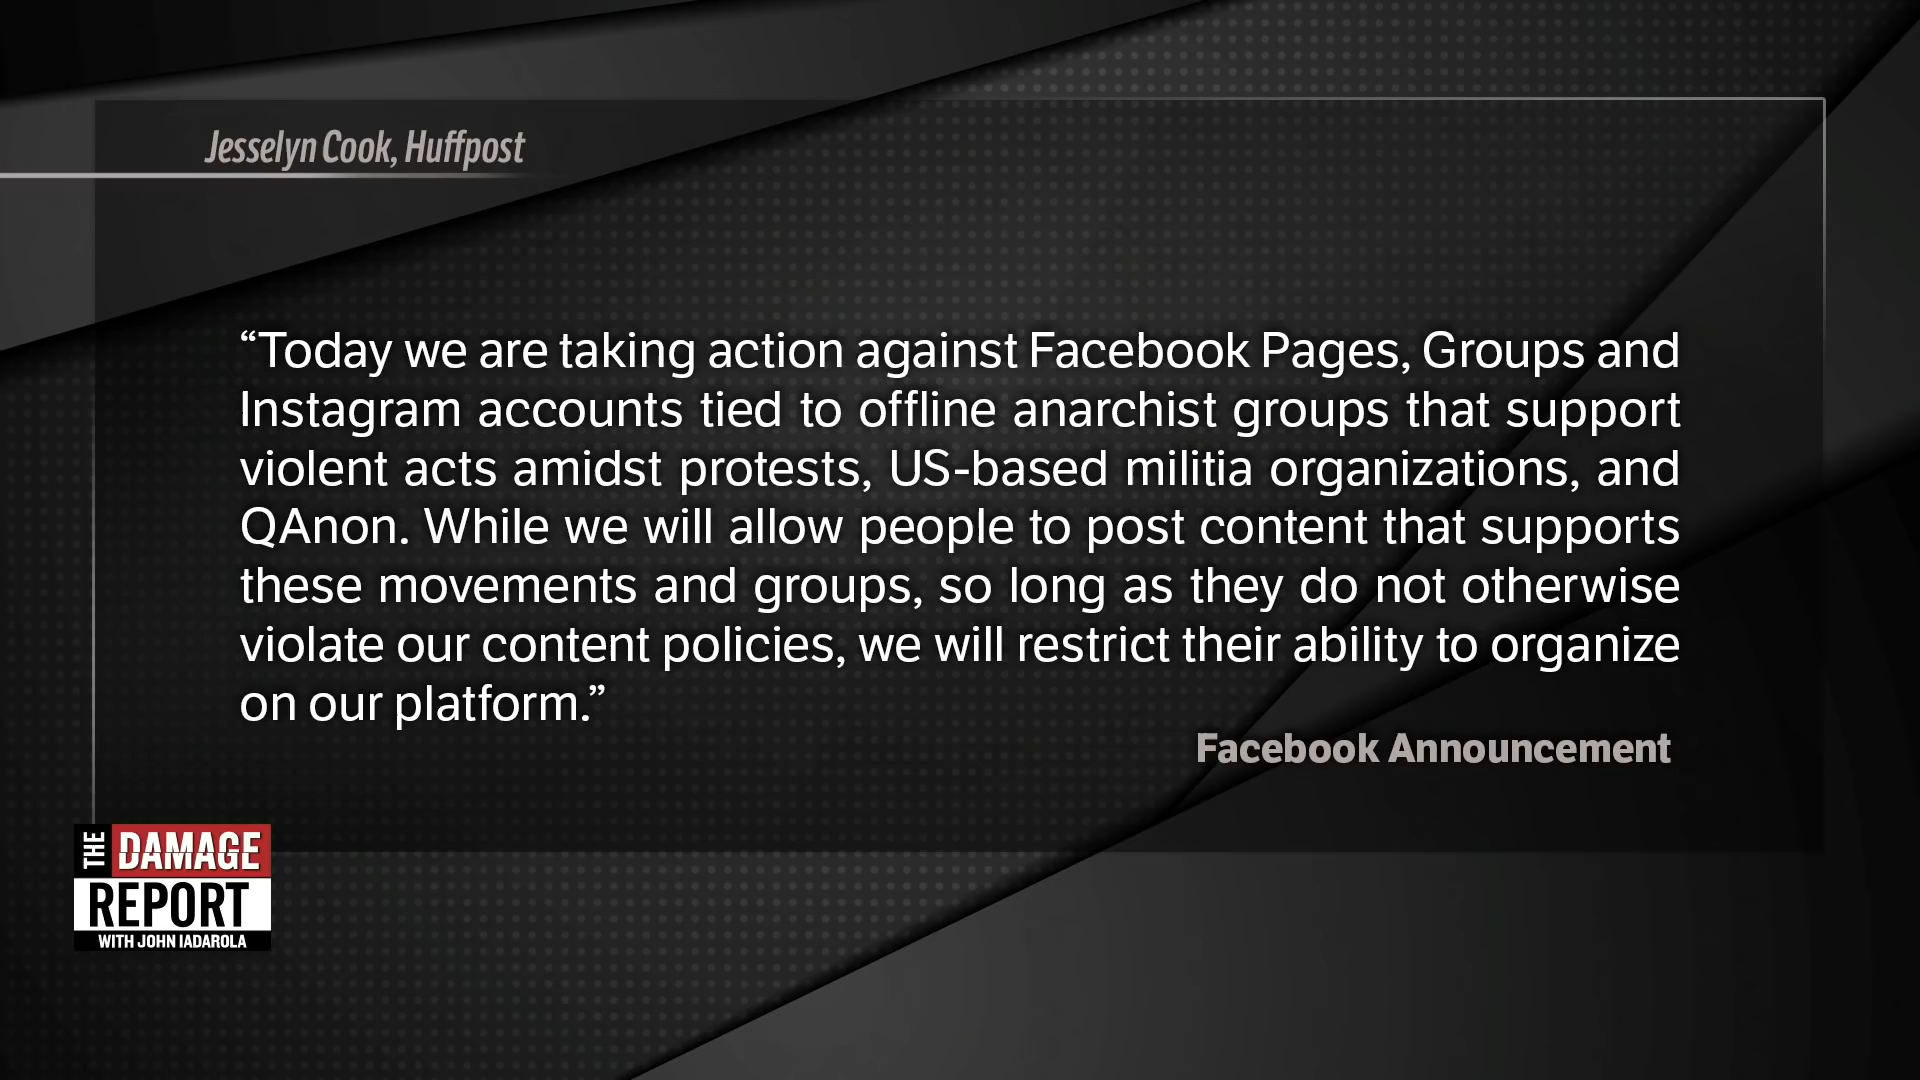 Jesselyn Cook, Huffpost
“Today we are taking action against Facebook Pages, Groups and
Instagram accounts tied to offline anarchist groups that support
violent acts amidst protests, US-based militia organizations, and
QAnon. While we will allow people to post content that supports
these movements and groups, so long as they do not otherwise
violate our content policies, we will restrict their ability to organize
on our platform.”
Facebook Announcement
THE DAMAGE
REPORT
WITH JOHN IADAROLA